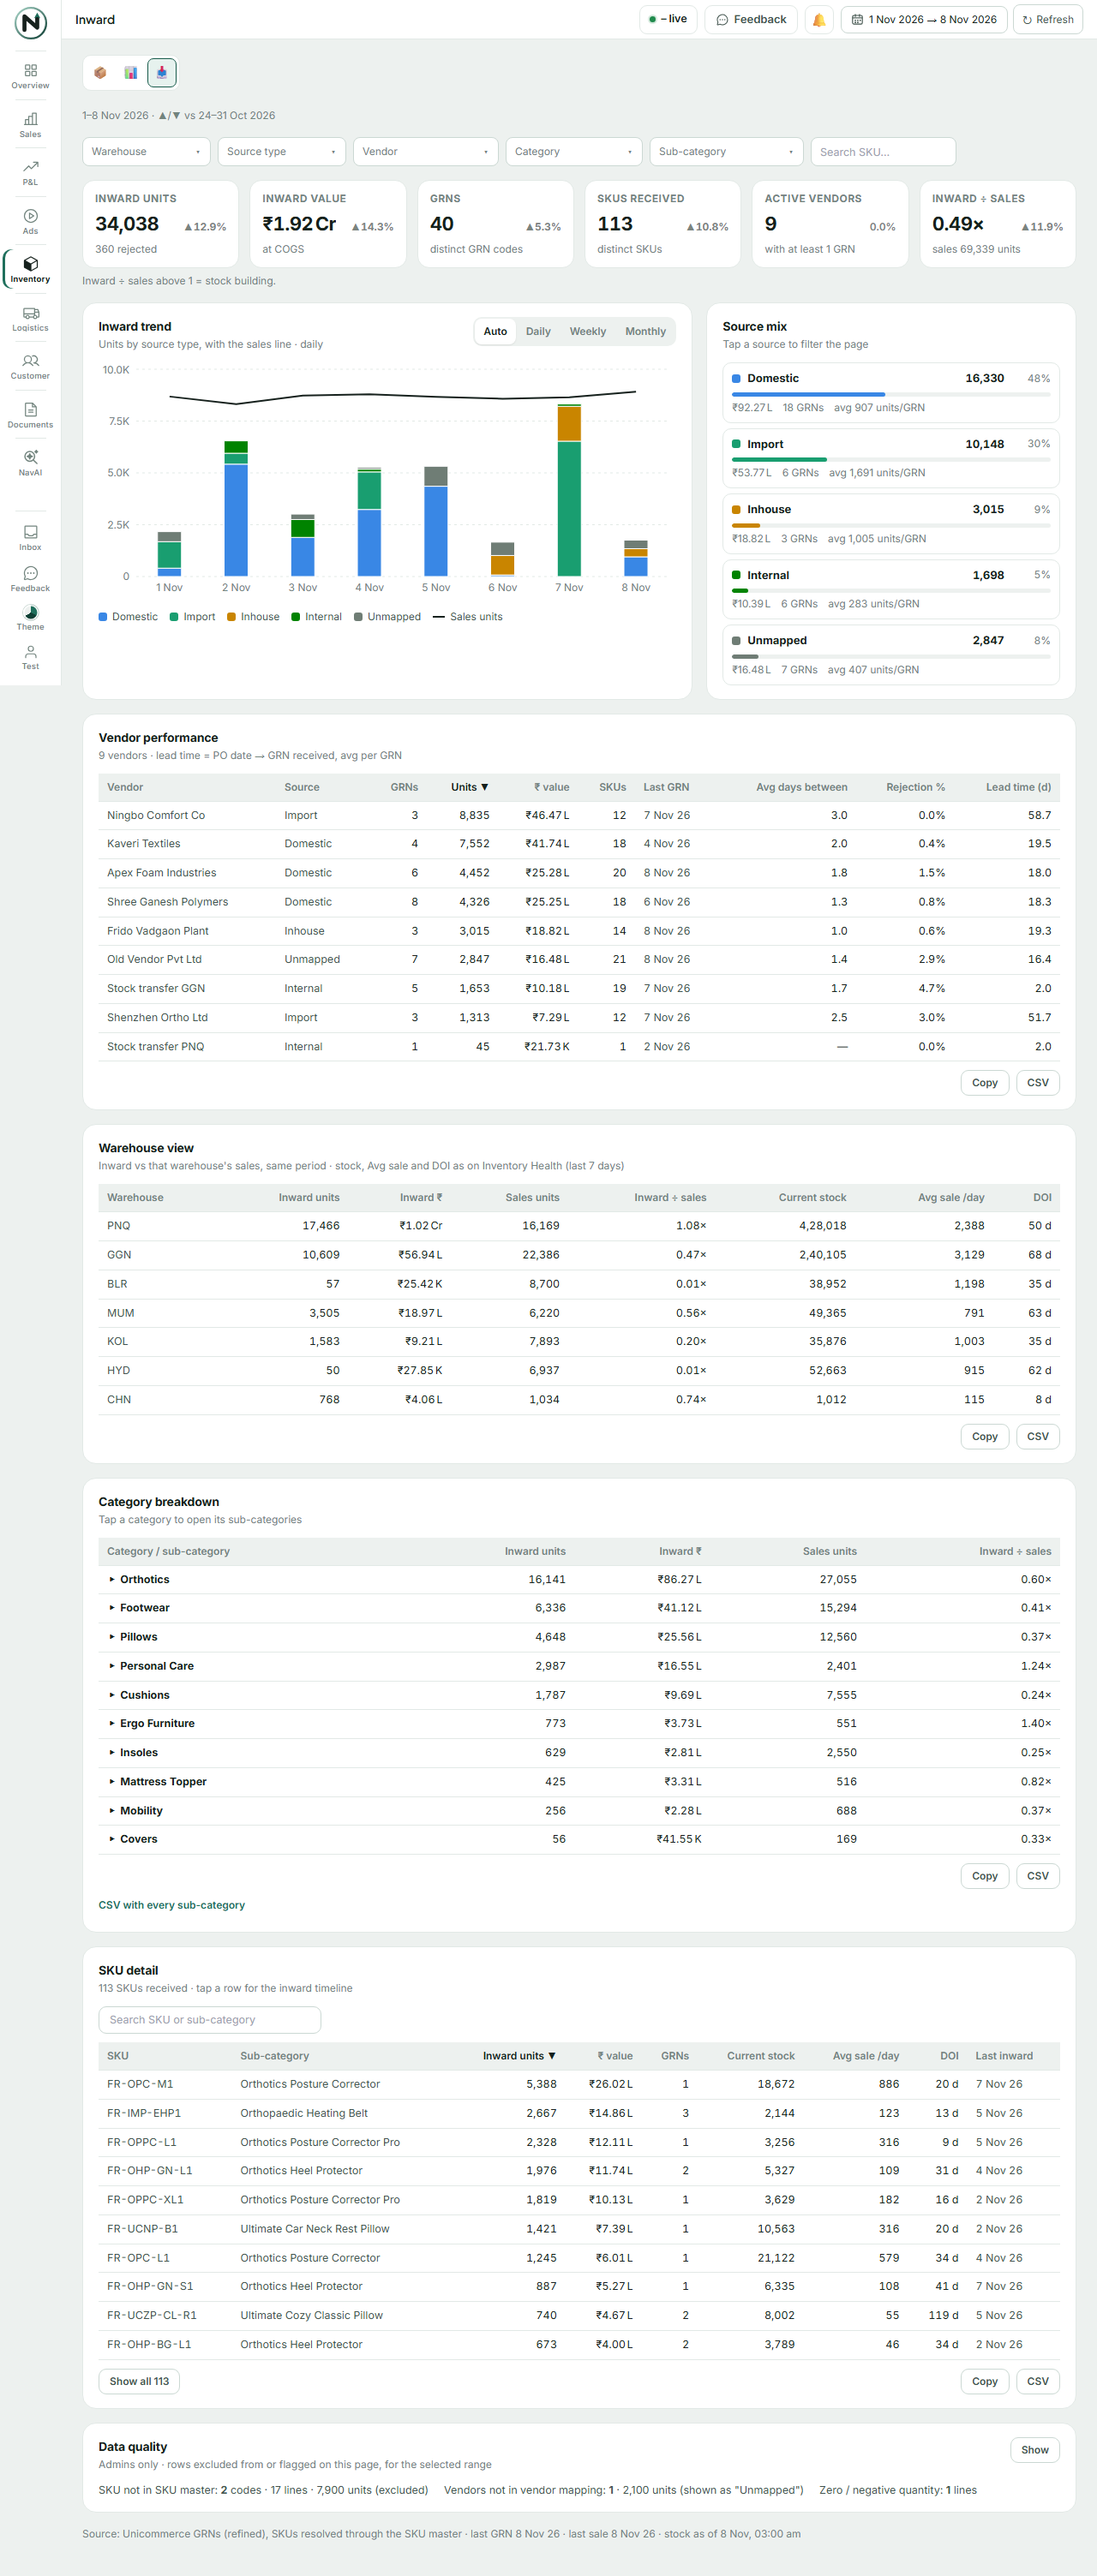 Inward
– live
Feedback
1 Nov 2026 → 8 Nov 2026
↻ Refresh
Overview
Sales
P&L
Ads
Inventory
Logistics
Customer
Documents
NavAI
Inbox
Feedback
Theme
Test
1–8 Nov 2026 · ▲/▼ vs 24–31 Oct 2026
Warehouse
Source type
Vendor
Category
Sub-category
Search SKU...
INWARD UNITS
34,038 ▲12.9%
360 rejected
INWARD VALUE
₹1.92 Cr ▲14.3%
at COGS
GRNS
40 ▲5.3%
distinct GRN codes
SKUS RECEIVED
113 ▲10.8%
distinct SKUs
ACTIVE VENDORS
9 0.0%
with at least 1 GRN
INWARD ÷ SALES
0.49× ▲11.9%
sales 69,339 units
Inward ÷ sales above 1 = stock building.
Inward trend
Units by source type, with the sales line · daily
Auto Daily Weekly Monthly
10.0K
7.5K
5.0K
2.5K
0
1 Nov 2 Nov 3 Nov 4 Nov 5 Nov 6 Nov 7 Nov 8 Nov
Domestic Import Inhouse Internal Unmapped Sales units
Source mix
Tap a source to filter the page
Domestic 16,330 48%
₹92.27 L 18 GRNs avg 907 units/GRN
Import 10,148 30%
₹53.77 L 6 GRNs avg 1,691 units/GRN
Inhouse 3,015 9%
₹18.82 L 3 GRNs avg 1,005 units/GRN
Internal 1,698 5%
₹10.39 L 6 GRNs avg 283 units/GRN
Unmapped 2,847 8%
₹16.48 L 7 GRNs avg 407 units/GRN
Vendor performance
9 vendors · lead time = PO date → GRN received, avg per GRN
Vendor Source GRNs Units ▼ ₹ value SKUs Last GRN Avg days between Rejection % Lead time (d)
Ningbo Comfort Co Import 3 8,835 ₹46.47 L 12 7 Nov 26 3.0 0.0% 58.7
Kaveri Textiles Domestic 4 7,552 ₹41.74 L 18 4 Nov 26 2.0 0.4% 19.5
Apex Foam Industries Domestic 6 4,452 ₹25.28 L 20 8 Nov 26 1.8 1.5% 18.0
Shree Ganesh Polymers Domestic 8 4,326 ₹25.25 L 18 6 Nov 26 1.3 0.8% 18.3
Frido Vadgaon Plant Inhouse 3 3,015 ₹18.82 L 14 8 Nov 26 1.0 0.6% 19.3
Old Vendor Pvt Ltd Unmapped 7 2,847 ₹16.48 L 21 8 Nov 26 1.4 2.9% 16.4
Stock transfer GGN Internal 5 1,653 ₹10.18 L 19 7 Nov 26 1.7 4.7% 2.0
Shenzhen Ortho Ltd Import 3 1,313 ₹7.29 L 12 7 Nov 26 2.5 3.0% 51.7
Stock transfer PNQ Internal 1 45 ₹21.73 K 1 2 Nov 26 — 0.0% 2.0
Copy CSV
Warehouse view
Inward vs that warehouse's sales, same period · stock, Avg sale and DOI as on Inventory Health (last 7 days)
Warehouse Inward units Inward ₹ Sales units Inward ÷ sales Current stock Avg sale /day DOI
PNQ 17,466 ₹1.02 Cr 16,169 1.08× 4,28,018 2,388 50 d
GGN 10,609 ₹56.94 L 22,386 0.47× 2,40,105 3,129 68 d
BLR 57 ₹25.42 K 8,700 0.01× 38,952 1,198 35 d
MUM 3,505 ₹18.97 L 6,220 0.56× 49,365 791 63 d
KOL 1,583 ₹9.21 L 7,893 0.20× 35,876 1,003 35 d
HYD 50 ₹27.85 K 6,937 0.01× 52,663 915 62 d
CHN 768 ₹4.06 L 1,034 0.74× 1,012 115 8 d
Copy CSV
Category breakdown
Tap a category to open its sub-categories
Category / sub-category Inward units Inward ₹ Sales units Inward ÷ sales
▸ Orthotics 16,141 ₹86.27 L 27,055 0.60×
▸ Footwear 6,336 ₹41.12 L 15,294 0.41×
▸ Pillows 4,648 ₹25.56 L 12,560 0.37×
▸ Personal Care 2,987 ₹16.55 L 2,401 1.24×
▸ Cushions 1,787 ₹9.69 L 7,555 0.24×
▸ Ergo Furniture 773 ₹3.73 L 551 1.40×
▸ Insoles 629 ₹2.81 L 2,550 0.25×
▸ Mattress Topper 425 ₹3.31 L 516 0.82×
▸ Mobility 256 ₹2.28 L 688 0.37×
▸ Covers 56 ₹41.55 K 169 0.33×
Copy CSV
CSV with every sub-category
SKU detail
113 SKUs received · tap a row for the inward timeline
Search SKU or sub-category
SKU Sub-category Inward units ▼ ₹ value GRNs Current stock Avg sale /day DOI Last inward
FR-OPC-M1 Orthotics Posture Corrector 5,388 ₹26.02 L 1 18,672 886 20 d 7 Nov 26
FR-IMP-EHP1 Orthopaedic Heating Belt 2,667 ₹14.86 L 3 2,144 123 13 d 5 Nov 26
FR-OPPC-L1 Orthotics Posture Corrector Pro 2,328 ₹12.11 L 1 3,256 316 9 d 5 Nov 26
FR-OHP-GN-L1 Orthotics Heel Protector 1,976 ₹11.74 L 2 5,327 109 31 d 4 Nov 26
FR-OPPC-XL1 Orthotics Posture Corrector Pro 1,819 ₹10.13 L 1 3,629 182 16 d 2 Nov 26
FR-UCNP-B1 Ultimate Car Neck Rest Pillow 1,421 ₹7.39 L 1 10,563 316 20 d 2 Nov 26
FR-OPC-L1 Orthotics Posture Corrector 1,245 ₹6.01 L 1 21,122 579 34 d 4 Nov 26
FR-OHP-GN-S1 Orthotics Heel Protector 887 ₹5.27 L 1 6,335 108 41 d 7 Nov 26
FR-UCZP-CL-R1 Ultimate Cozy Classic Pillow 740 ₹4.67 L 2 8,002 55 119 d 5 Nov 26
FR-OHP-BG-L1 Orthotics Heel Protector 673 ₹4.00 L 2 3,789 46 34 d 2 Nov 26
Show all 113 Copy CSV
Data quality
Admins only · rows excluded from or flagged on this page, for the selected range
Show
SKU not in SKU master: 2 codes · 17 lines · 7,900 units (excluded) Vendors not in vendor mapping: 1 · 2,100 units (shown as "Unmapped") Zero / negative quantity: 1 lines
Source: Unicommerce GRNs (refined), SKUs resolved through the SKU master · last GRN 8 Nov 26 · last sale 8 Nov 26 · stock as of 8 Nov, 03:00 am